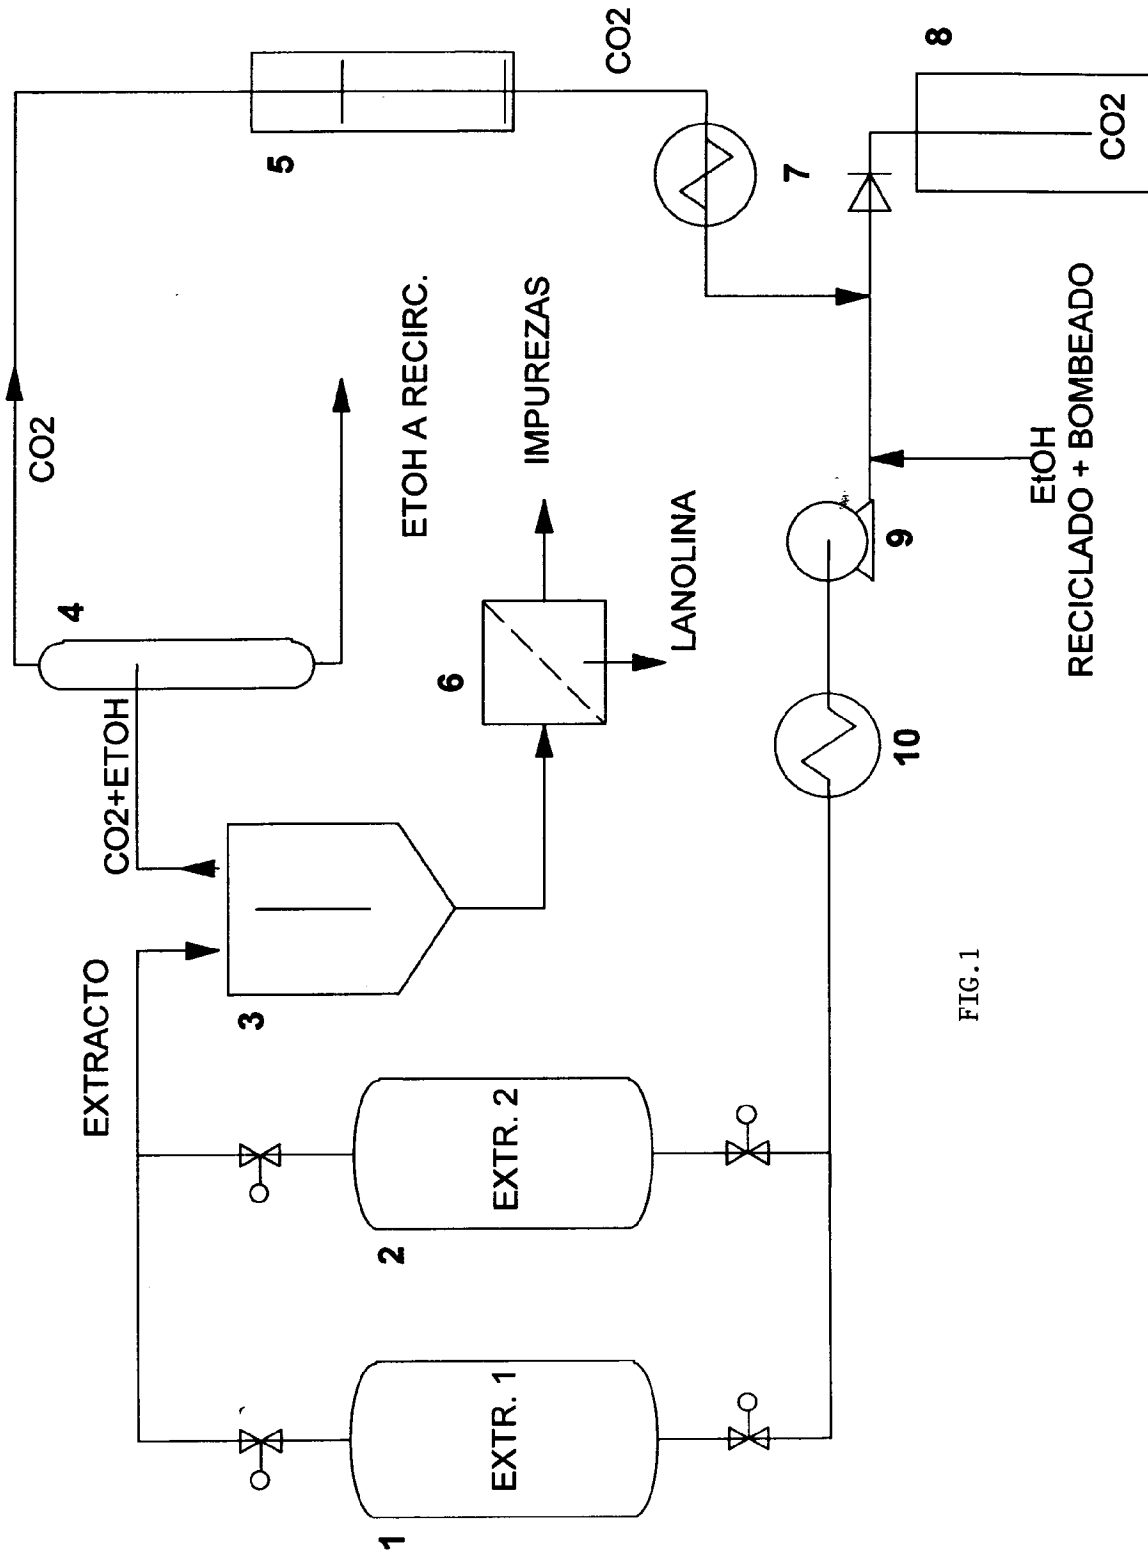 EXTRACTO
CO2+ETOH
4
CO2
5
CO2
3
6
ETOH A RECIRC.
IMPUREZAS
LANOLINA
7
8
CO2
1
EXTR. 1
2
EXTR. 2
10
9
EtOH
RECICLADO + BOMBEADO
FIG.1